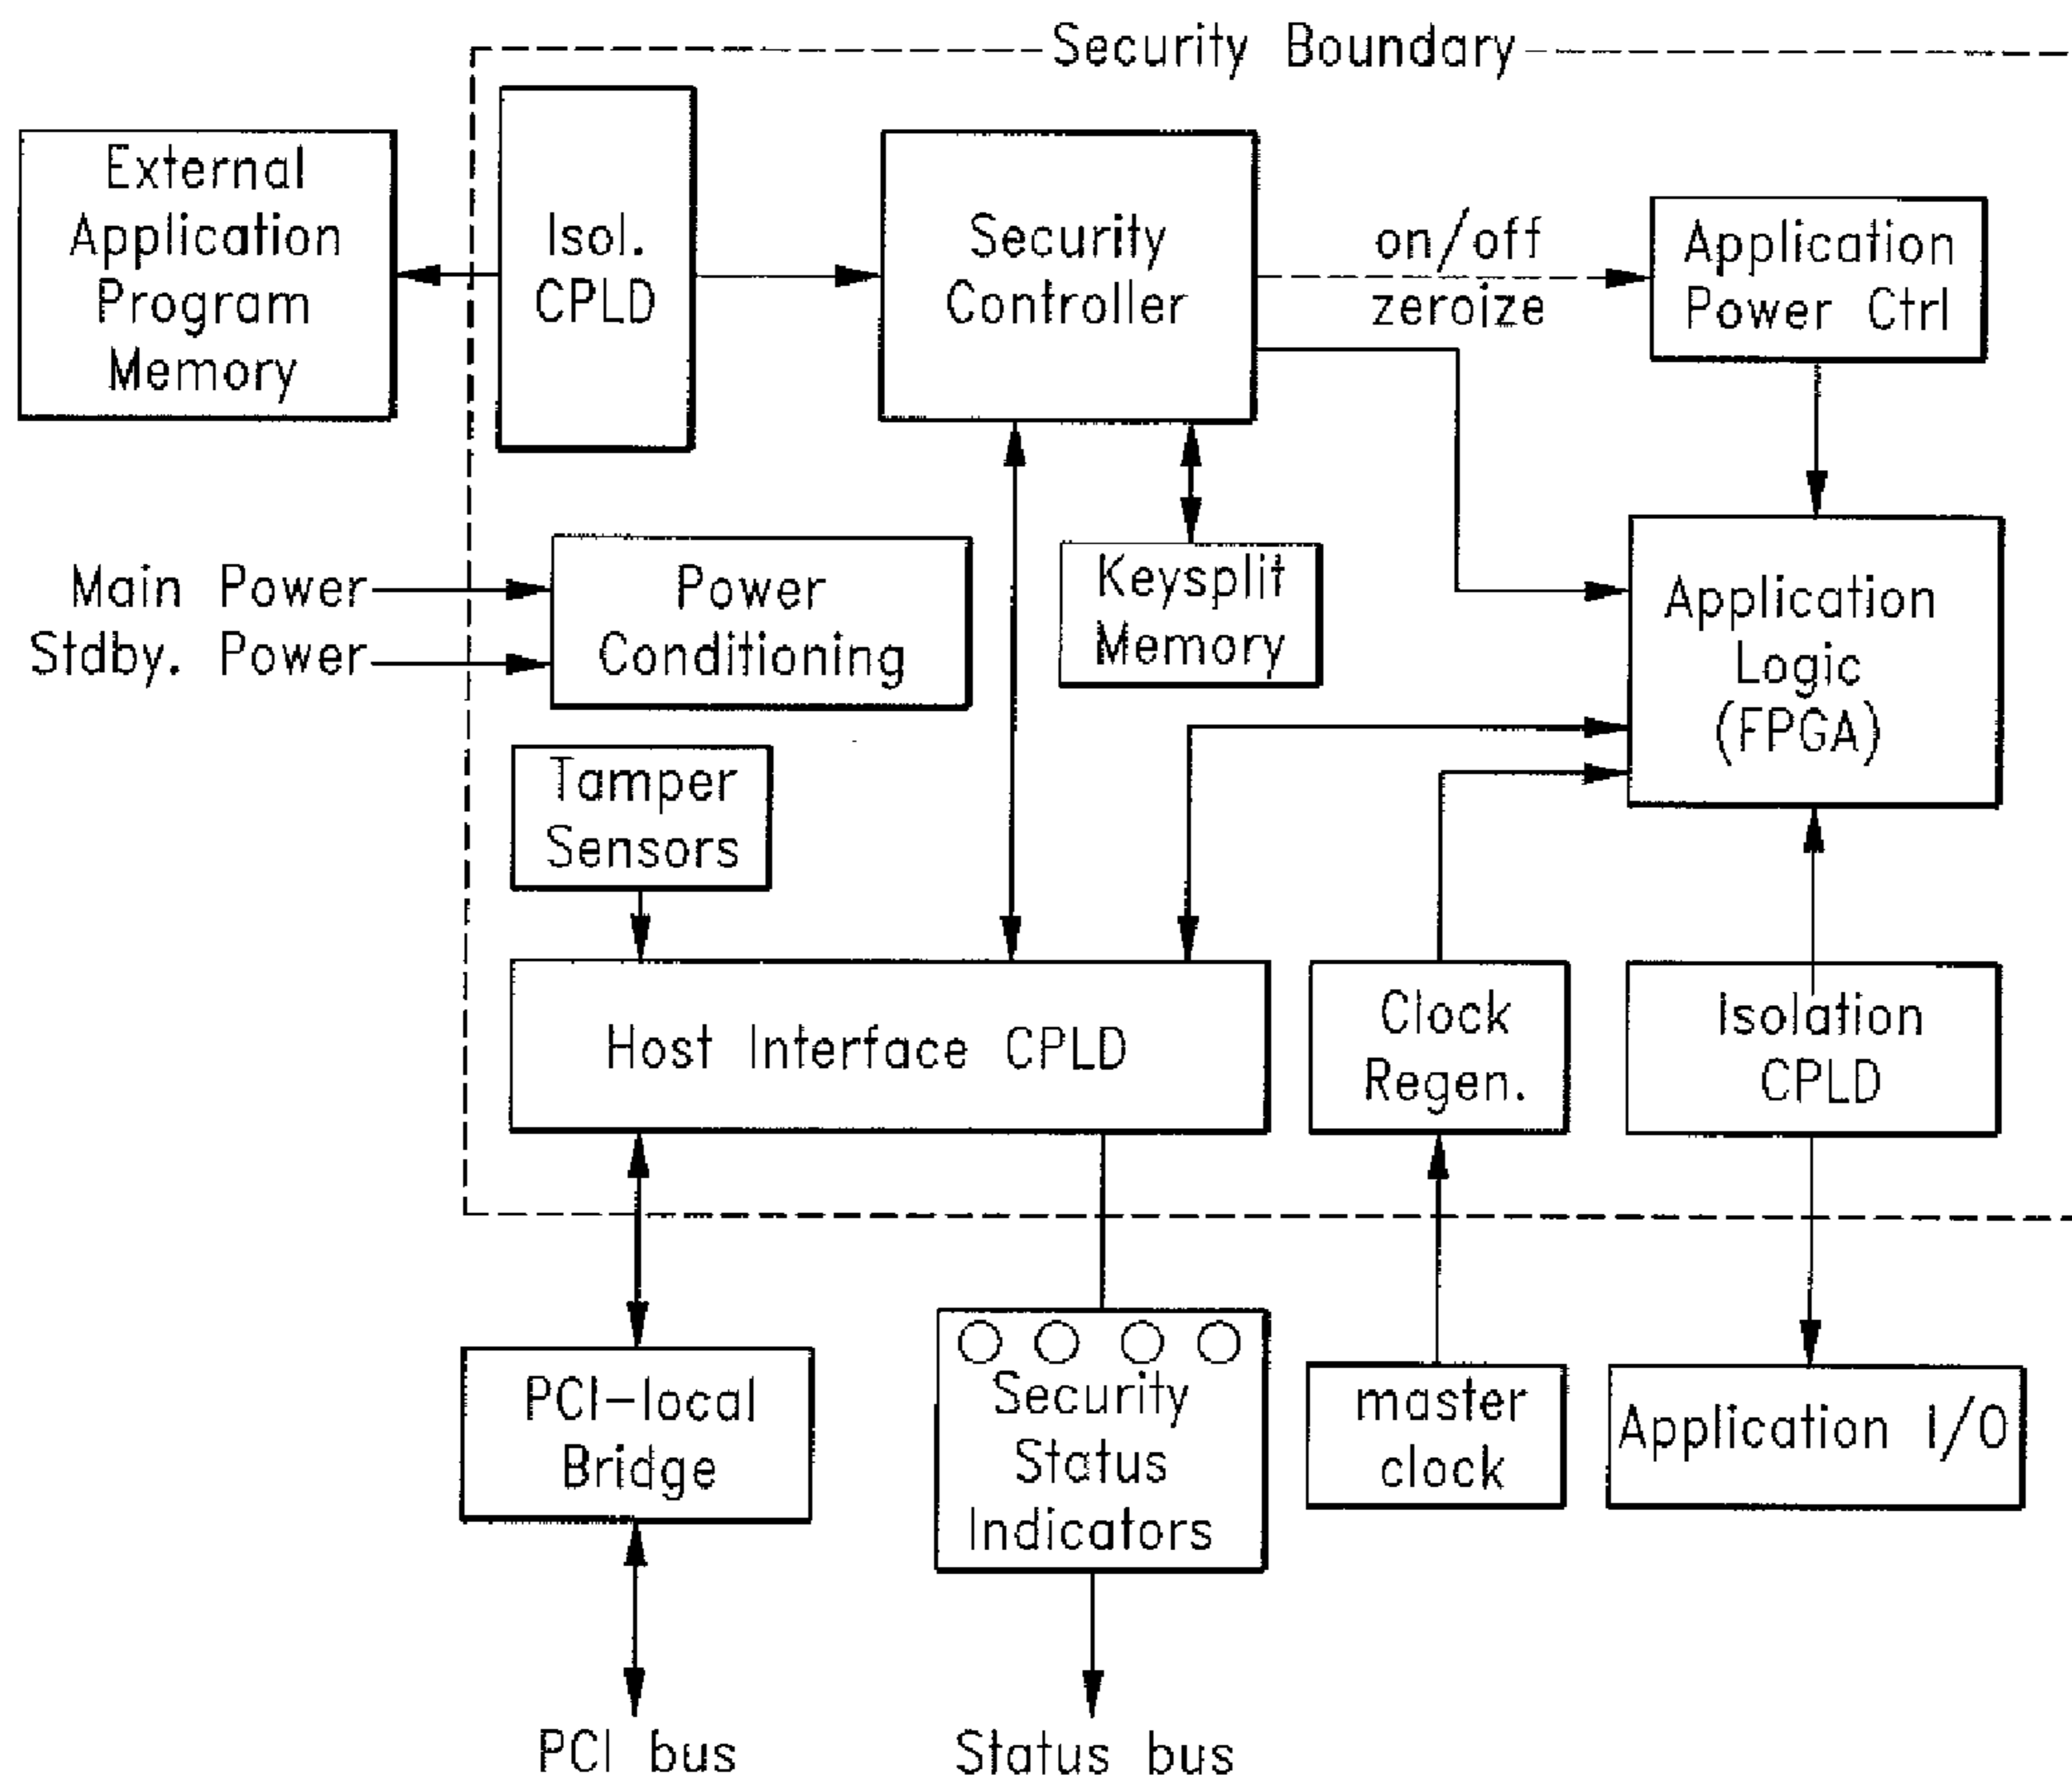 Security Boundary
External
Application
Program
Memory
Isol.
CPLD
Security
Controller
on/off
zeroize
Application
Power Ctrl
Main Power
Stdby. Power
Power
Conditioning
Keysplit
Memory
Application
Logic
(FPGA)
Tamper
Sensors
Host Interface CPLD
Clock
Regen.
Isolation
CPLD
PCI-local
Bridge
Security
Status
Indicators
master
clock
Application I/O
PCI bus
Status bus